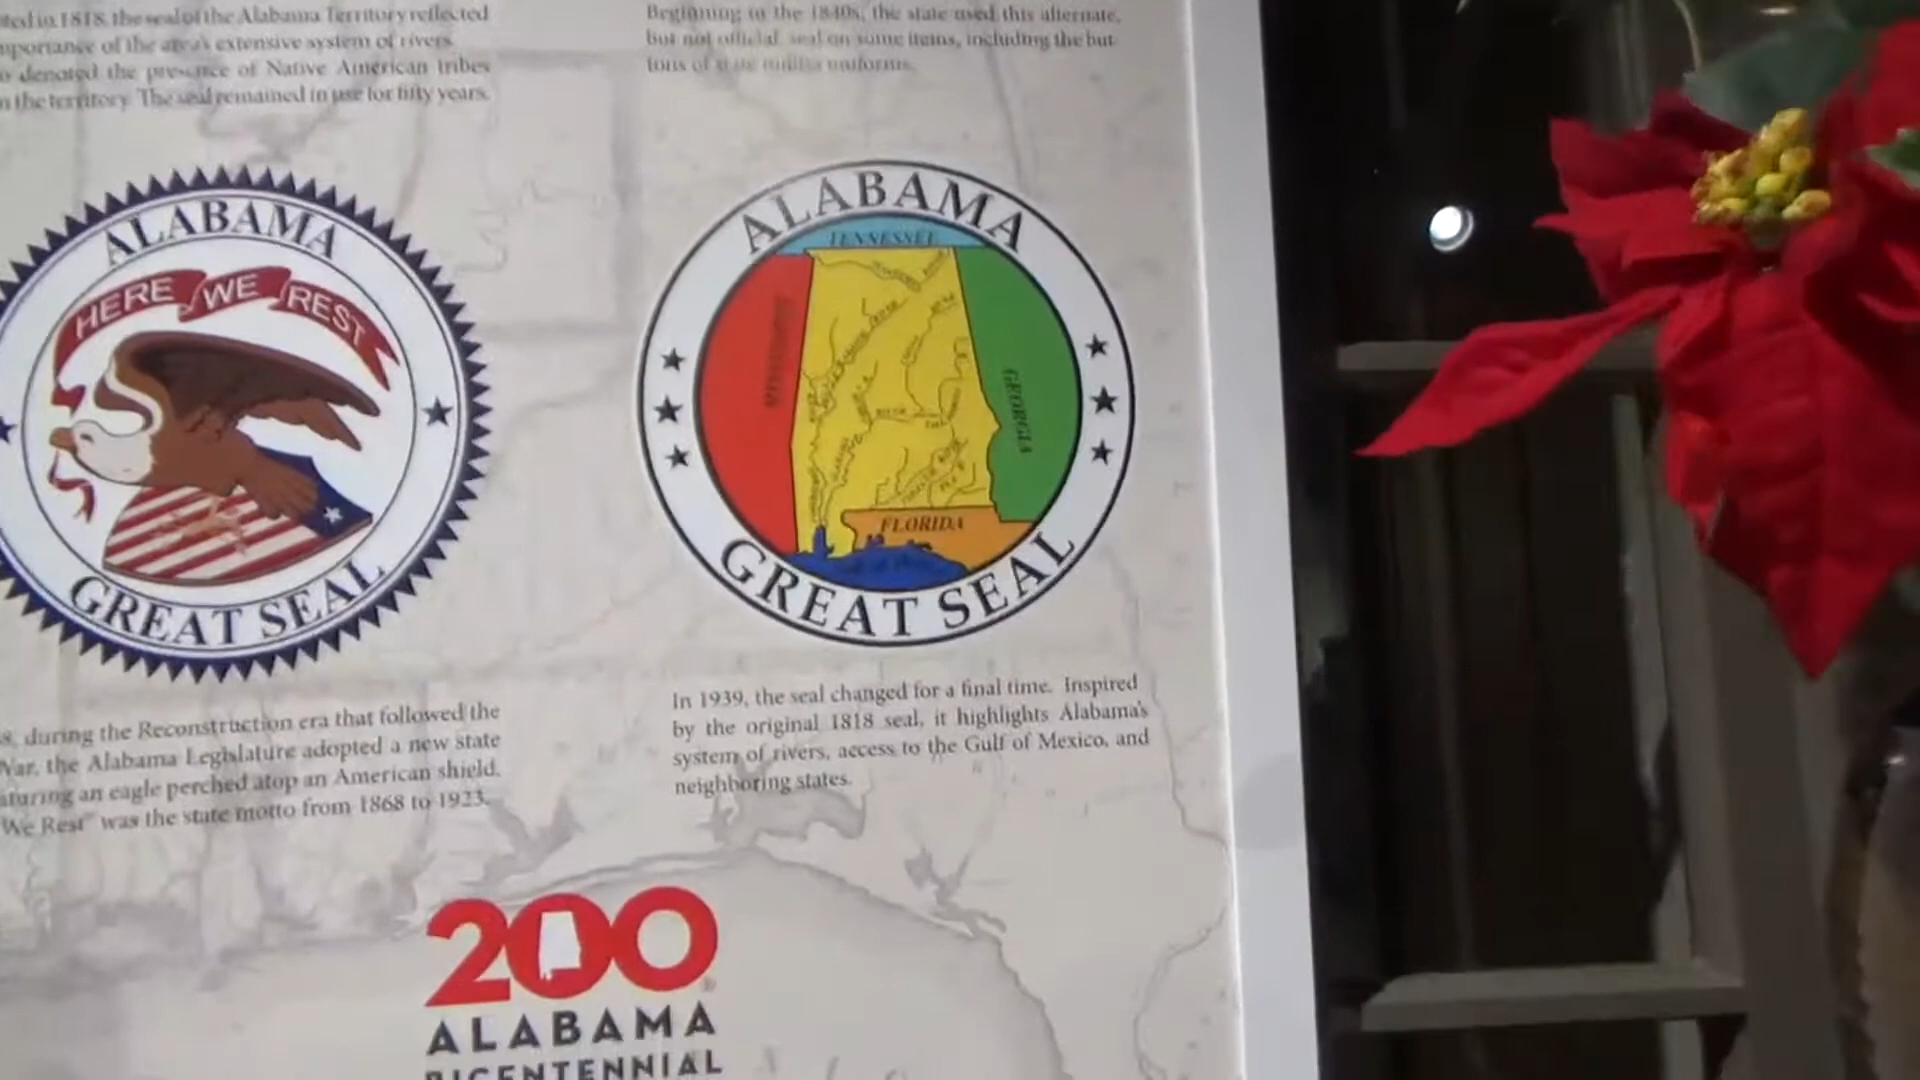 in 1818, the seal of the Alabama Territory reflected
importance of the area's extensive system of rivers
denoted the presence of Native American tribes
the territory. The seal remained in use for fifty years.
Beginning in the 1840s, the state used this alternate,
but not official, seal on some items, including the but-
tons of state militia uniforms.
ALABAMA
HERE WE REST
GREAT SEAL
ALABAMA
TENNESSEE
MISSISSIPPI
GEORGIA
FLORIDA
GREAT SEAL
during the Reconstruction era that followed the
War, the Alabama Legislature adopted a new state
an eagle perched atop an American shield.
We Rest" was the state motto from 1868 to 1923.
In 1939, the seal changed for a final time. Inspired
by the original 1818 seal, it highlights Alabama's
system of rivers, access to the Gulf of Mexico, and
neighboring states.
200
ALABAMA
BICENTENNIAL